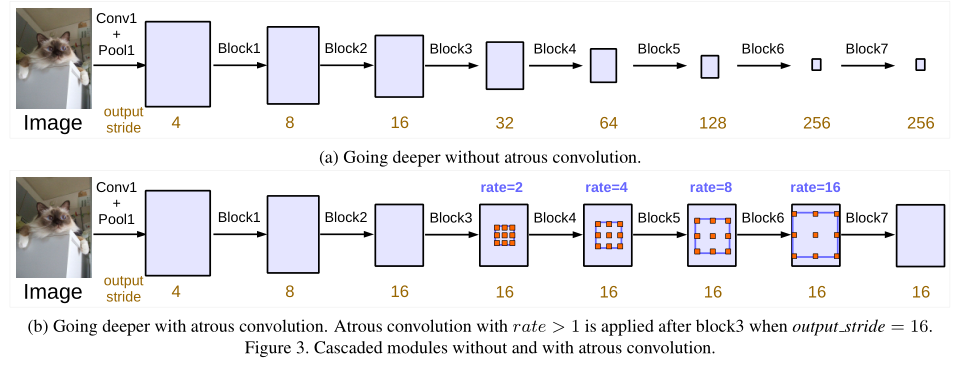 Conv1
+
Pool1
Block1 Block2 Block3 Block4 Block5 Block6 Block7
Image
output
stride
4 8 16 32 64 128 256 256
(a) Going deeper without atrous convolution.
rate=2 rate=4 rate=8 rate=16
Conv1
+
Pool1
Block1 Block2 Block3 Block4 Block5 Block6 Block7
Image
output
stride
4 8 16 16 16 16 16 16
(b) Going deeper with atrous convolution. Atrous convolution with rate > 1 is applied after block3 when output_stride = 16.
Figure 3. Cascaded modules without and with atrous convolution.